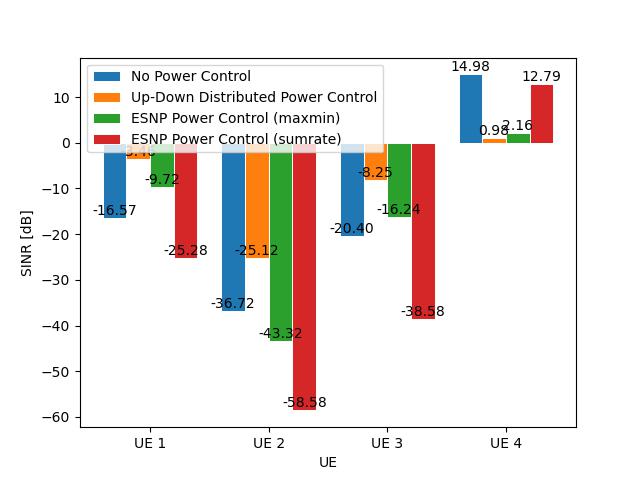 14.98
12.79
2.16
0.98
No Power Control
Up-Down Distributed Power Control
ESNP Power Control (maxmin)
ESNP Power Control (sumrate)
10
0
−10
−20
−30
−40
−50
−60
SINR [dB]
-9.72
-8.25
-16.57
-16.24
-20.40
-25.28
-25.12
-36.72
-38.58
-43.32
-58.58
UE 1
UE 2
UE 3
UE 4
UE